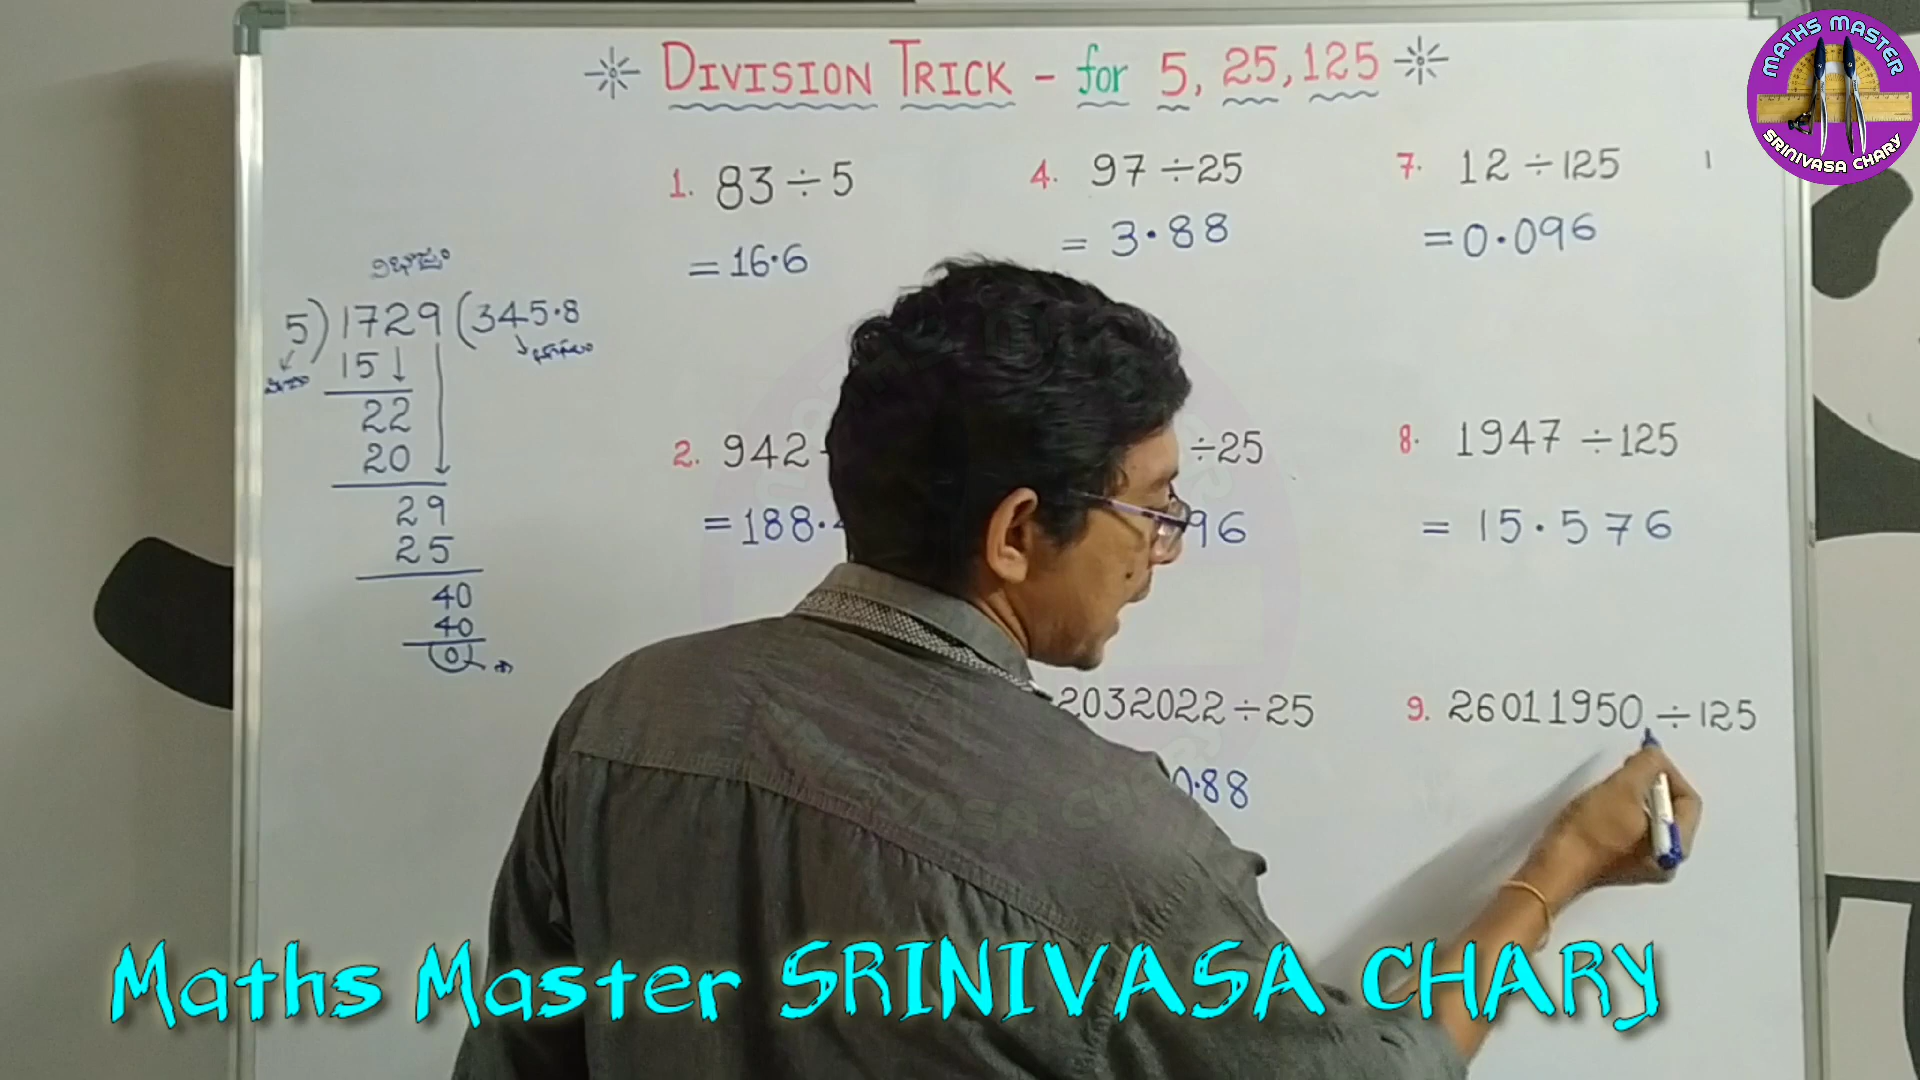 MATHS MASTER
SRINIVASA CHARY
DIVISION TRICK - for 5, 25, 125
1. 83 ÷ 5
= 16.6
4. 97 ÷ 25
= 3.88
7. 12 ÷ 125
= 0.096
1
5) 1729 (345.8
15
22
20
29
25
40
40
0
2. 942
= 188.
÷25
96
8. 1947 ÷ 125
= 15.576
2032022 ÷ 25
0.88
9. 26011950 ÷ 125
Maths Master SRINIVASA CHARY